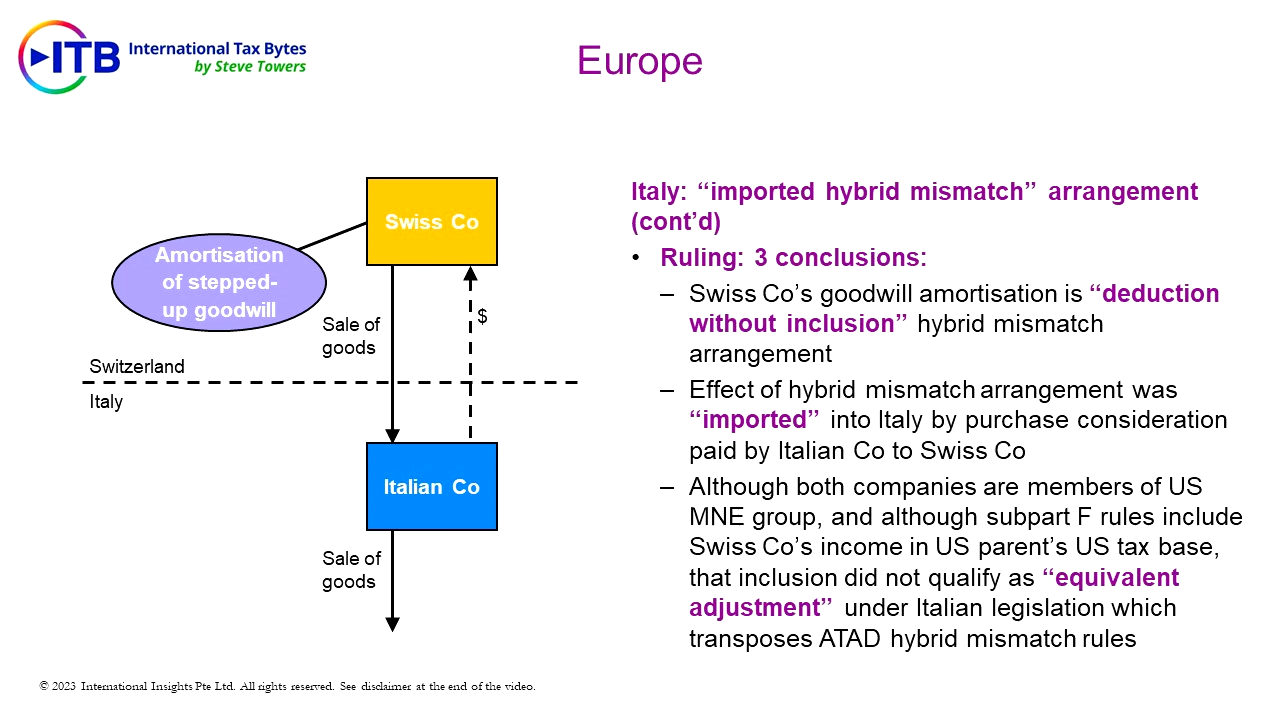 ITB International Tax Bytes
by Steve Towers
Europe
Swiss Co
Amortisation
of stepped-
up goodwill
Sale of
goods
$
Switzerland
Italy
Italian Co
Sale of
goods
Italy: “imported hybrid mismatch” arrangement
(cont’d)
• Ruling: 3 conclusions:
– Swiss Co’s goodwill amortisation is “deduction
without inclusion” hybrid mismatch
arrangement
– Effect of hybrid mismatch arrangement was
“imported” into Italy by purchase consideration
paid by Italian Co to Swiss Co
– Although both companies are members of US
MNE group, and although subpart F rules include
Swiss Co’s income in US parent’s US tax base,
that inclusion did not qualify as “equivalent
adjustment” under Italian legislation which
transposes ATAD hybrid mismatch rules
© 2023 International Insights Pte Ltd. All rights reserved. See disclaimer at the end of the video.